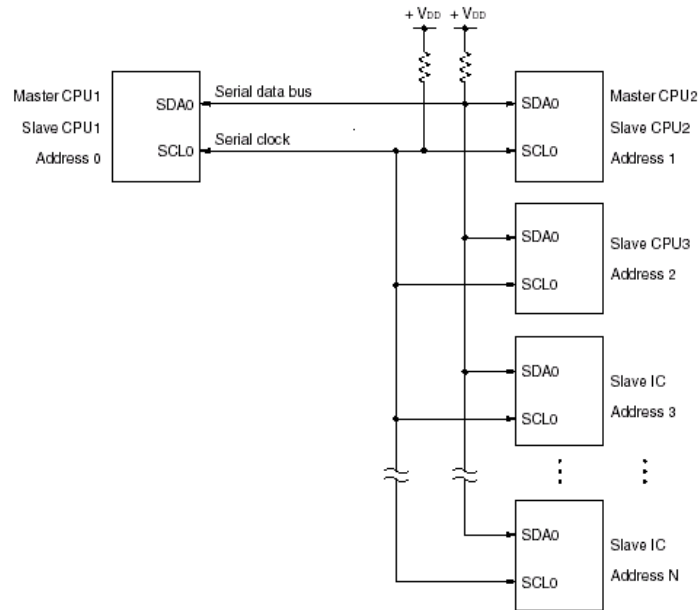 + VDD
+ VDD
Master CPU1
Slave CPU1
Address 0
SDA0
SCL0
Serial data bus
Serial clock
SDA0
SCL0
Master CPU2
Slave CPU2
Address 1
SDA0
SCL0
Slave CPU3
Address 2
SDA0
SCL0
Slave IC
Address 3
SDA0
SCL0
Slave IC
Address N